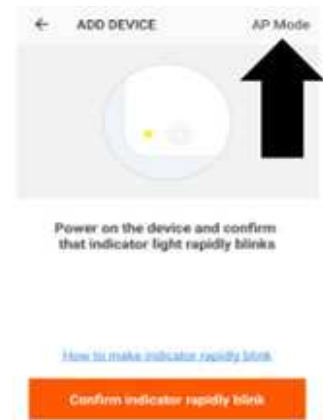 ADD DEVICE
AP Mode
Power on the device and confirm
that indicator light rapidly blinks
How to make indicator rapidly blink
Confirm indicator rapidly blink